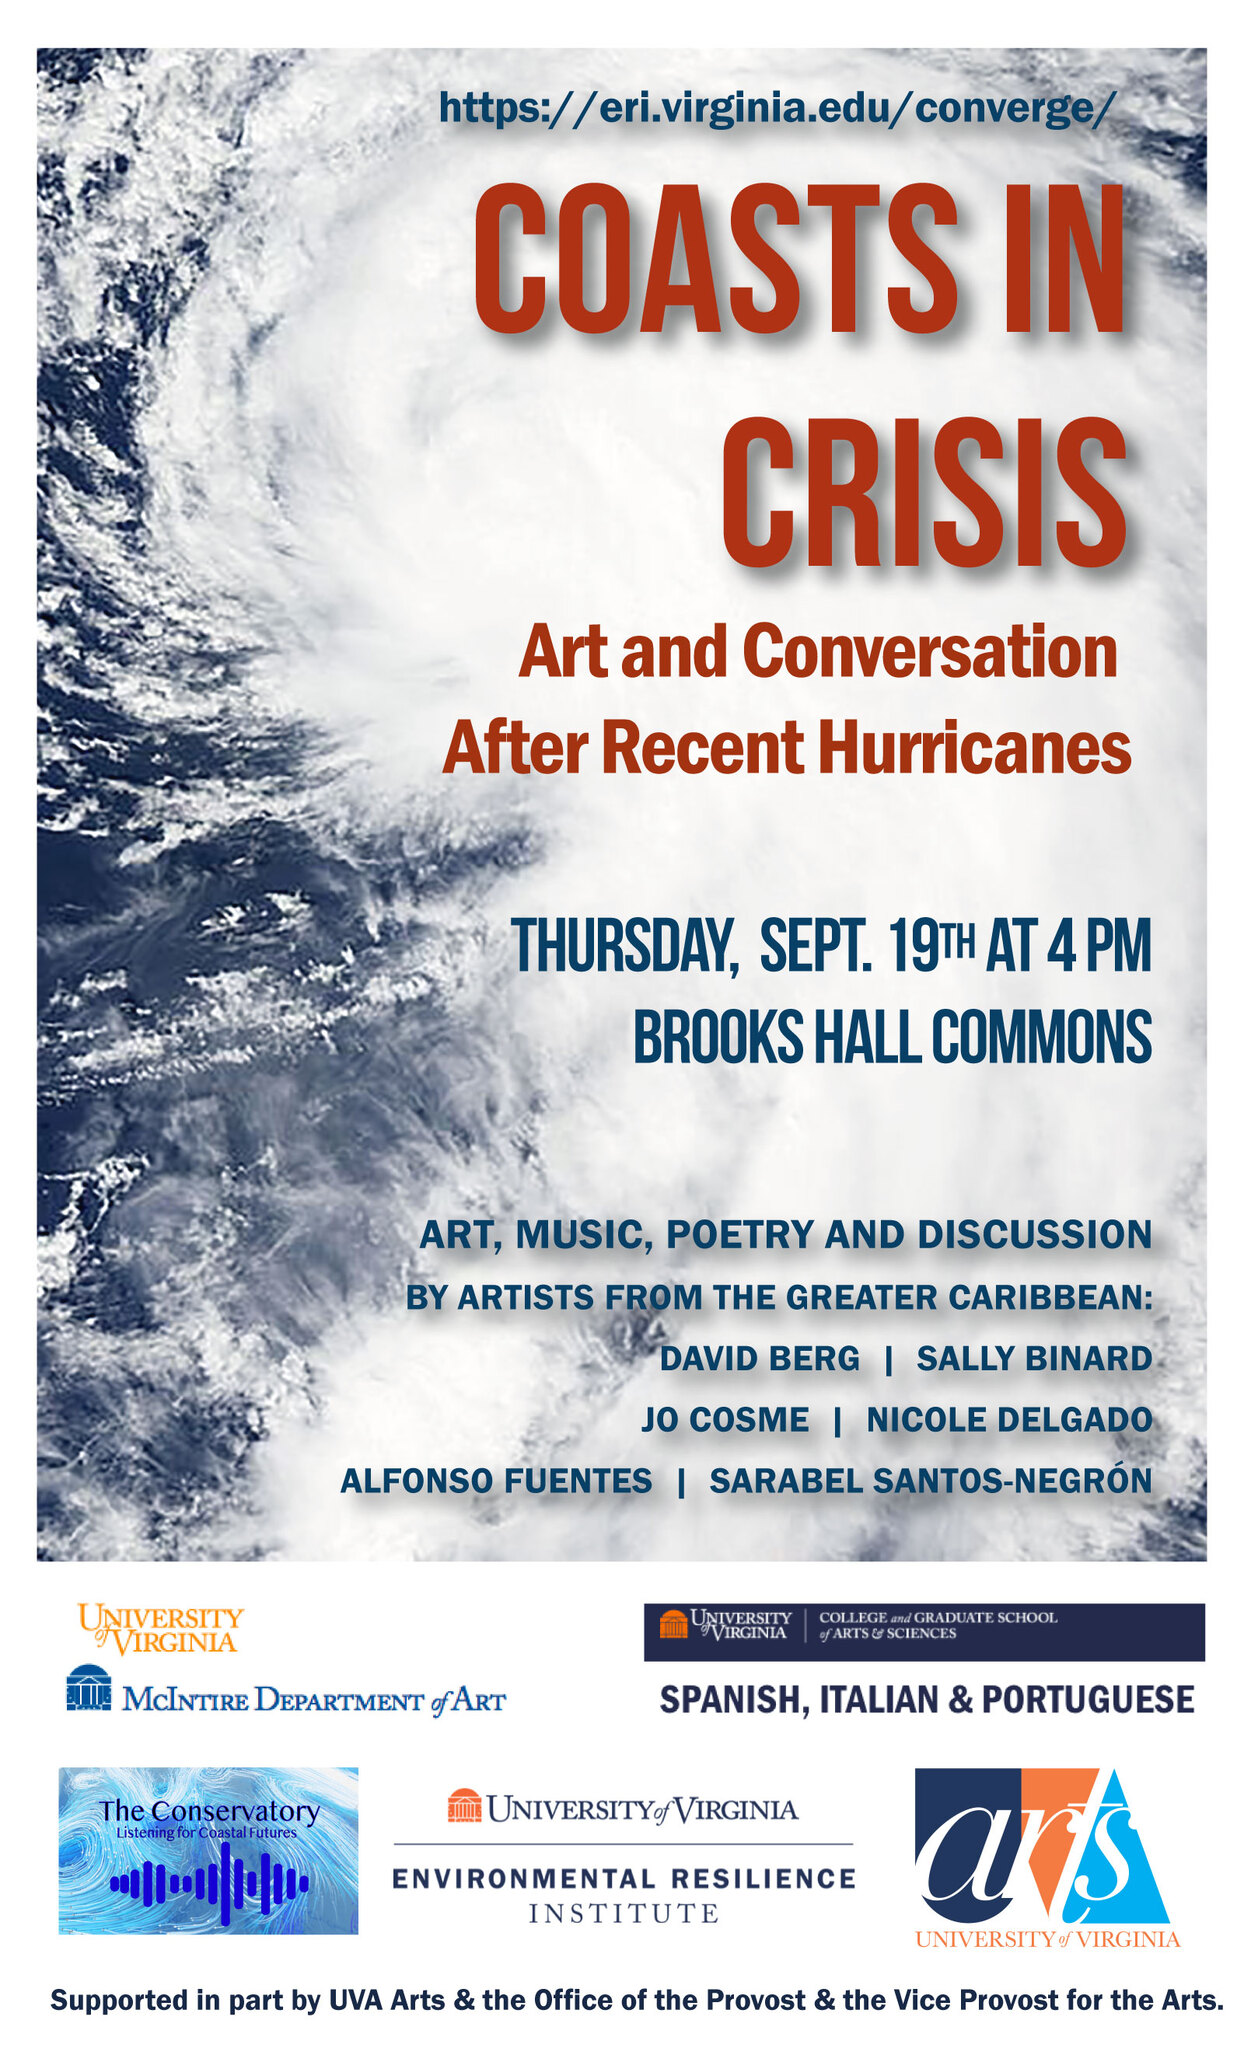 https://eri.virginia.edu/converge/
COASTS IN
CRISIS
Art and Conversation
After Recent Hurricanes
THURSDAY, SEPT. 19TH AT 4 PM
BROOKS HALL COMMONS
ART, MUSIC, POETRY AND DISCUSSION
BY ARTISTS FROM THE GREATER CARIBBEAN:
DAVID BERG | SALLY BINARD
JO COSME | NICOLE DELGADO
ALFONSO FUENTES | SARABEL SANTOS-NEGRÓN
UNIVERSITY
of VIRGINIA
MCINTIRE DEPARTMENT of ART
UNIVERSITY
of VIRGINIA
COLLEGE and GRADUATE SCHOOL
of ARTS & SCIENCES
SPANISH, ITALIAN & PORTUGUESE
The Conservatory
Listening for Coastal Futures
UNIVERSITY of VIRGINIA
ENVIRONMENTAL RESILIENCE
INSTITUTE
arts
UNIVERSITY of VIRGINIA
Supported in part by UVA Arts & the Office of the Provost & the Vice Provost for the Arts.